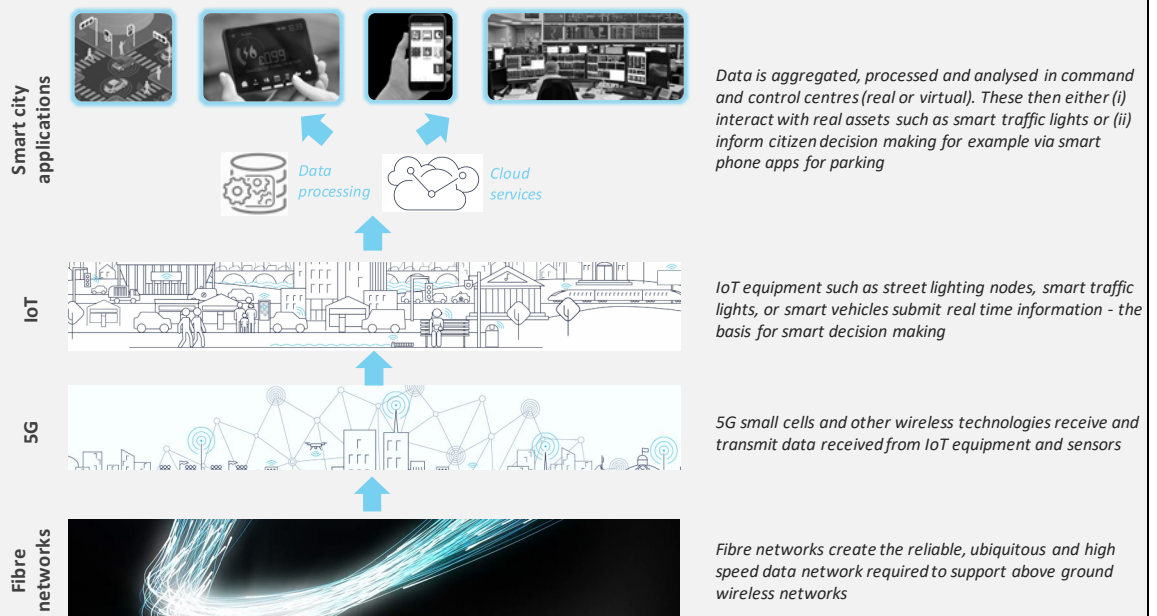 Smart city
applications
Data
processing
Cloud
services
Data is aggregated, processed and analysed in command
and control centres (real or virtual). These then either (i)
interact with real assets such as smart traffic lights or (ii)
inform citizen decision making for example via smart
phone apps for parking
IoT
IoT equipment such as street lighting nodes, smart traffic
lights, or smart vehicles submit real time information - the
basis for smart decision making
5G
5G small cells and other wireless technologies receive and
transmit data received from IoT equipment and sensors
Fibre
networks
Fibre networks create the reliable, ubiquitous and high
speed data network required to support above ground
wireless networks